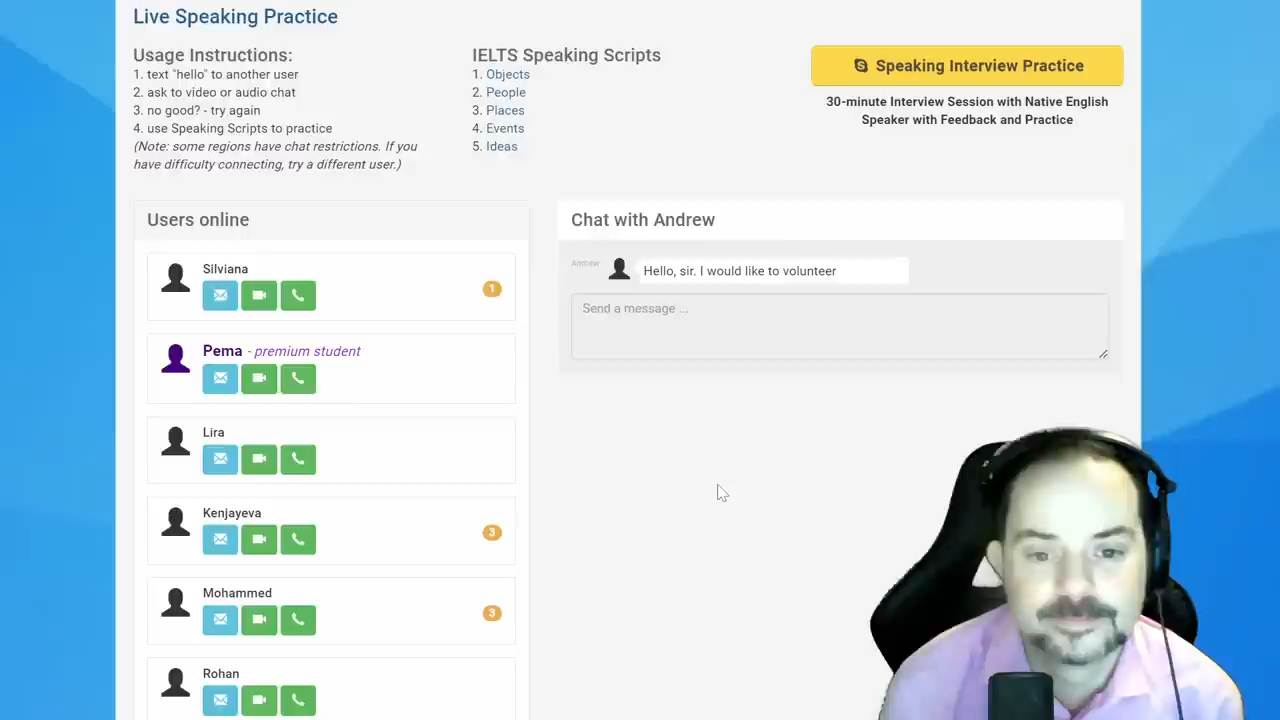 Live Speaking Practice
Usage Instructions:
1. text "hello" to another user
2. ask to video or audio chat
3. no good? - try again
4. use Speaking Scripts to practice
(Note: some regions have chat restrictions. If you
have difficulty connecting, try a different user.)
IELTS Speaking Scripts
1. Objects
2. People
3. Places
4. Events
5. Ideas
Speaking Interview Practice
30-minute Interview Session with Native English
Speaker with Feedback and Practice
Users online
Silviana
1
Pema - premium student
Lira
Kenjayeva
3
Mohammed
3
Rohan
Chat with Andrew
Andrew
Hello, sir. I would like to volunteer
Send a message ...